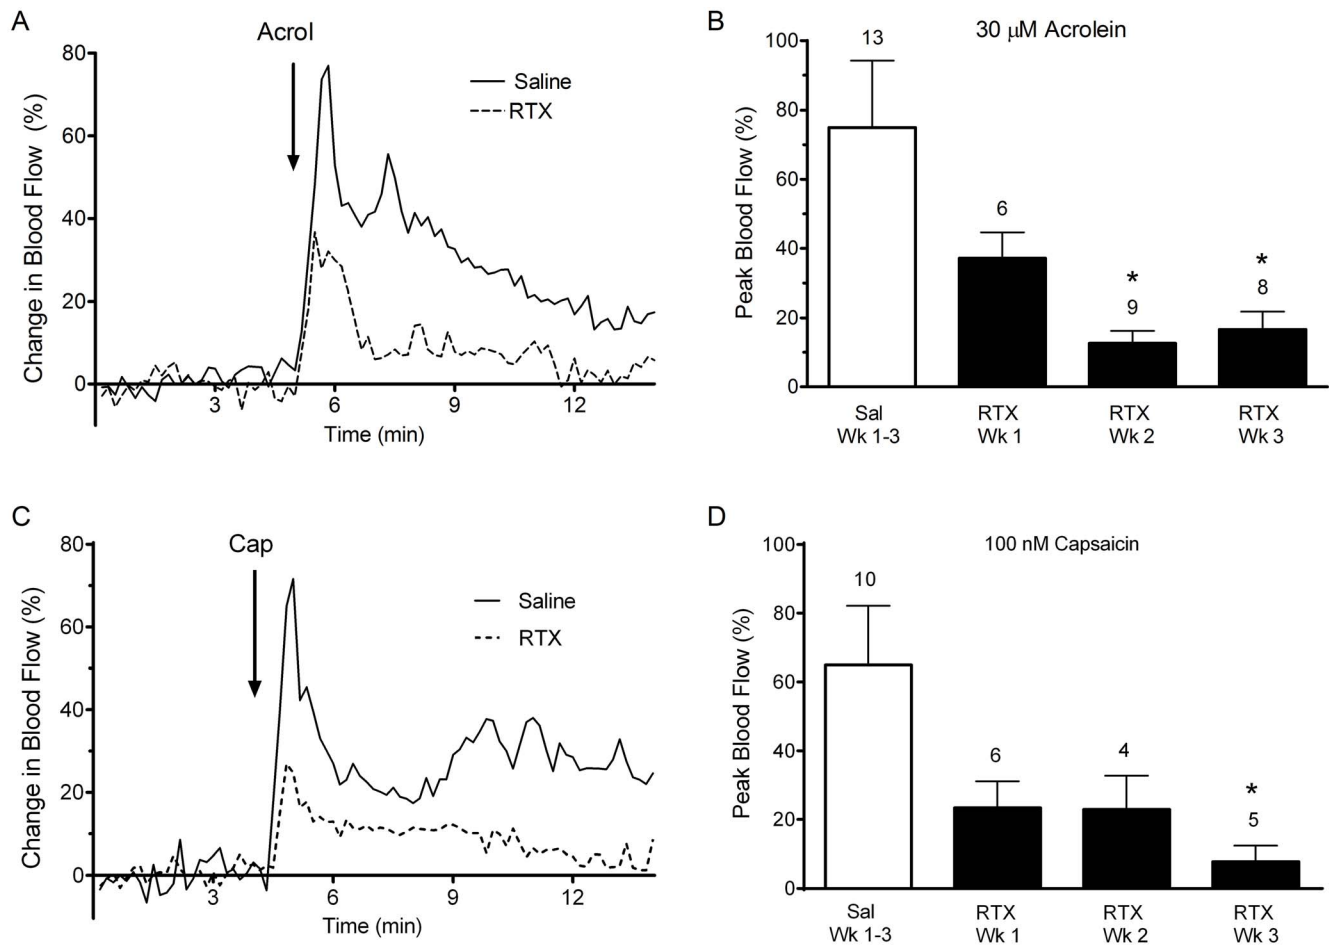 A
Acrol
80
60
40
20
0
Change in Blood Flow (%)
Saline
RTX
3
6
9
12
Time (min)
B
30 μM Acrolein
100
80
60
40
20
0
Peak Blood Flow (%)
13
6
*
9
*
8
Sal
Wk 1-3
RTX
Wk 1
RTX
Wk 2
RTX
Wk 3
C
Cap
80
60
40
20
0
Change in Blood Flow (%)
Saline
RTX
3
6
9
12
Time (min)
D
100 nM Capsaicin
100
80
60
40
20
0
Peak Blood Flow (%)
10
6
4
*
5
Sal
Wk 1-3
RTX
Wk 1
RTX
Wk 2
RTX
Wk 3